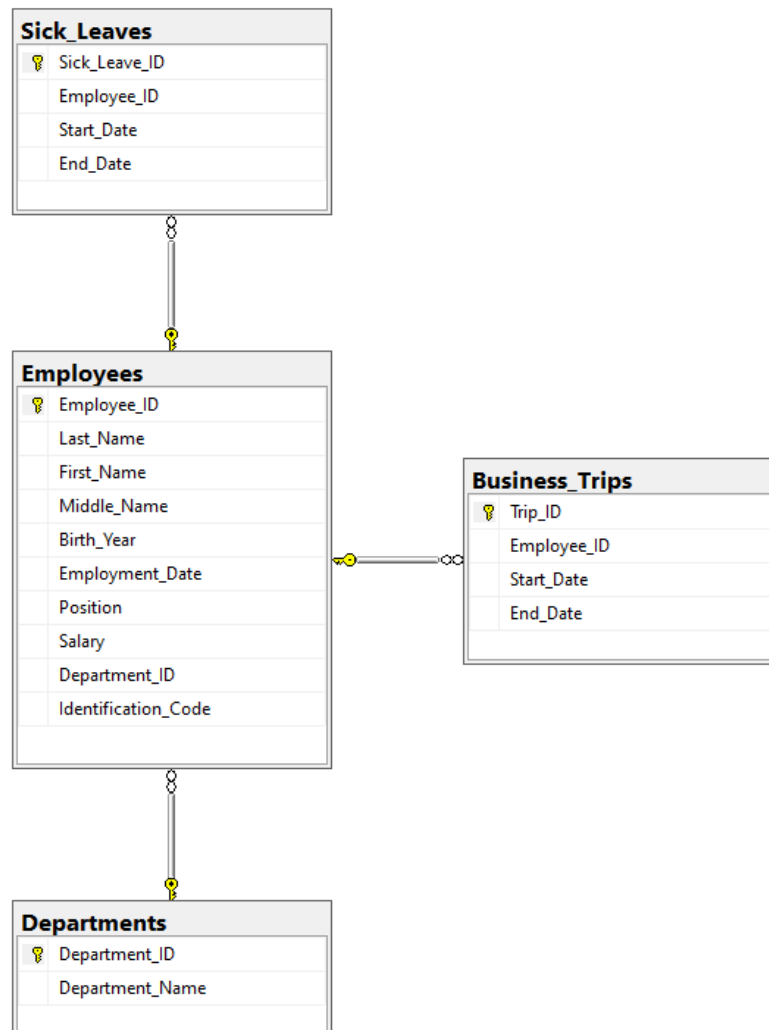 Sick_Leaves
Sick_Leave_ID
Employee_ID
Start_Date
End_Date
Employees
Employee_ID
Last_Name
First_Name
Middle_Name
Birth_Year
Employment_Date
Position
Salary
Department_ID
Identification_Code
Business_Trips
Trip_ID
Employee_ID
Start_Date
End_Date
Departments
Department_ID
Department_Name